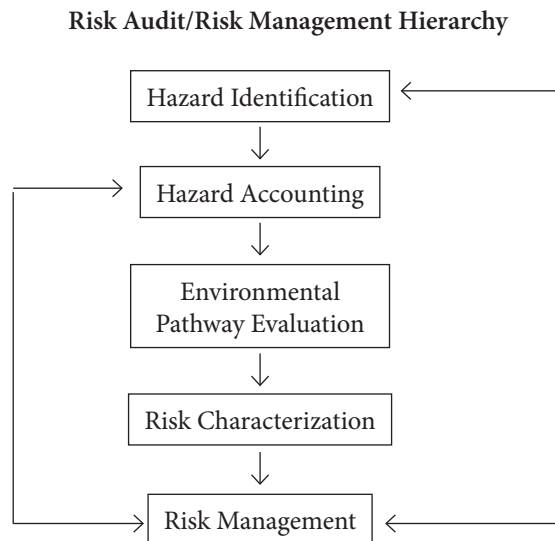 Risk Audit/Risk Management Hierarchy
Hazard Identification
Hazard Accounting
Environmental
Pathway Evaluation
Risk Characterization
Risk Management